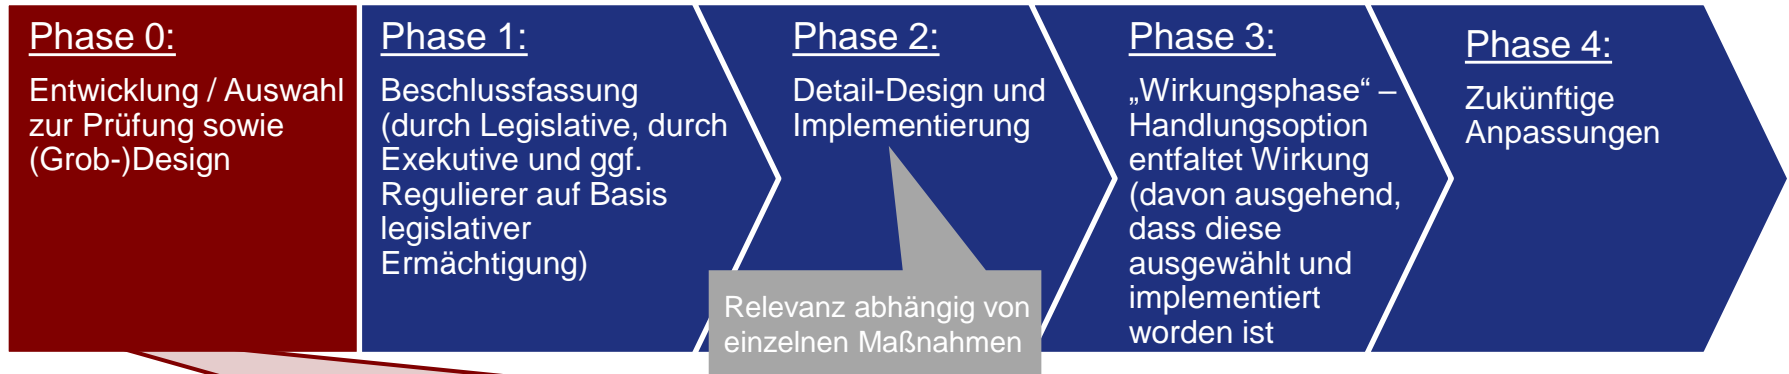 Phase 0:
Entwicklung / Auswahl
zur Prüfung sowie
(Grob-)Design
Phase 1:
Beschlussfassung
(durch Legislative, durch
Exekutive und ggf.
Regulierer auf Basis
legislativer
Ermächtigung)
Phase 2:
Detail-Design und
Implementierung
Relevanz abhängig von
einzelnen Maßnahmen
Phase 3:
„Wirkungsphase“ –
Handlungsoption
entfaltet Wirkung
(davon ausgehend,
dass diese
ausgewählt und
implementiert
worden ist
Phase 4:
Zukünftige
Anpassungen